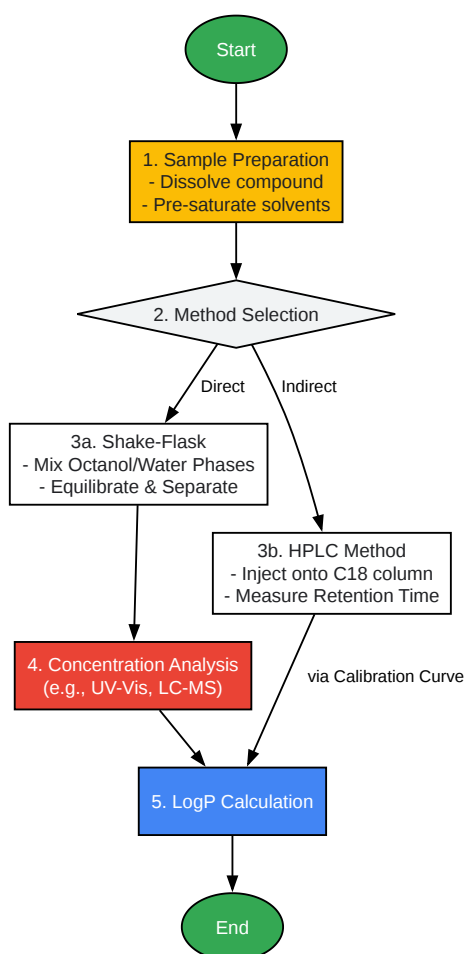 Start
1. Sample Preparation
- Dissolve compound
- Pre-saturate solvents
2. Method Selection
Direct
Indirect
3a. Shake-Flask
- Mix Octanol/Water Phases
- Equilibrate & Separate
3b. HPLC Method
- Inject onto C18 column
- Measure Retention Time
4. Concentration Analysis
(e.g., UV-Vis, LC-MS)
via Calibration Curve
5. LogP Calculation
End